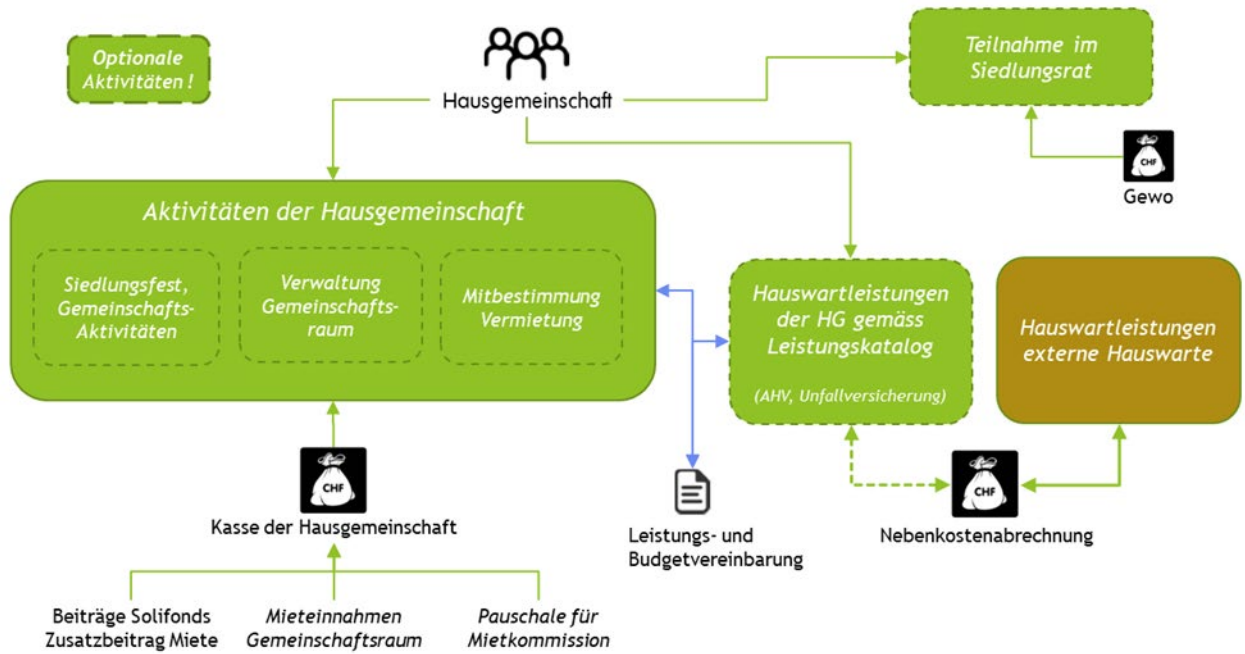 Optionale
Aktivitäten !
Hausgemeinschaft
Teilnahme im
Siedlungsrat
CHF
Gewo
Aktivitäten der Hausgemeinschaft
Siedlungsfest,
Gemeinschafts-
Aktivitäten
Verwaltung
Gemeinschafts-
raum
Mitbestimmung
Vermietung
Hauswartleistungen
der HG gemäss
Leistungskatalog
(AHV, Unfallversicherung)
Hauswartleistungen
externe Hauswarte
CHF
Kasse der Hausgemeinschaft
Leistungs- und
Budgetvereinbarung
CHF
Nebenkostenabrechnung
Beiträge Solifonds
Zusatzbeitrag Miete
Mieteinnahmen
Gemeinschaftsraum
Pauschale für
Mietkommission